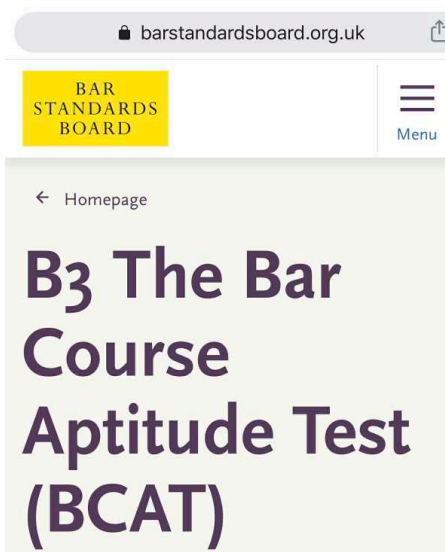 barstandardsboard.org.uk
BAR
STANDARDS
BOARD
Menu
Homepage
B3 The Bar
Course
Aptitude Test
(BCAT)